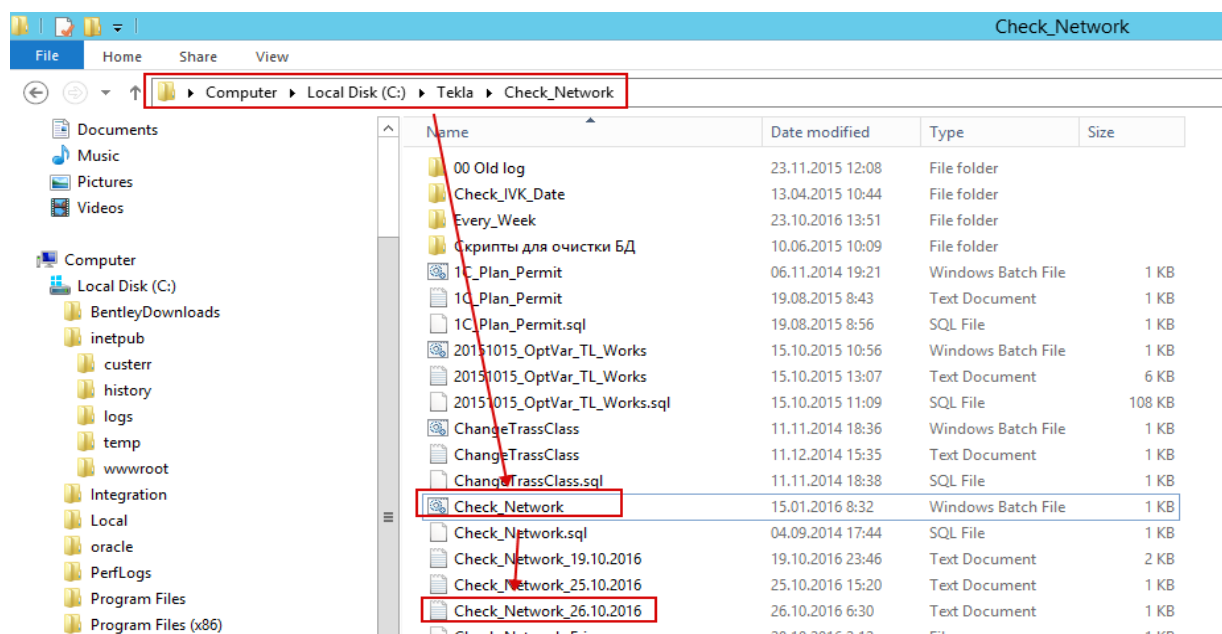 Check_Network
File Home Share View
Computer Local Disk (C:) Tekla Check_Network
Documents
Music
Pictures
Videos
Computer
Local Disk (C:)
BentleyDownloads
inetpub
custerr
history
logs
temp
wwwroot
Integration
Local
oracle
PerfLogs
Program Files
Program Files (x86)
Name Date modified Type Size
00 Old log 23.11.2015 12:08 File folder
Check_IVK_Date 13.04.2015 10:44 File folder
Every_Week 23.10.2016 13:51 File folder
Скрипты для очистки БД 10.06.2015 10:09 File folder
1C_Plan_Permit 06.11.2014 19:21 Windows Batch File 1 KB
1C_Plan_Permit 19.08.2015 8:43 Text Document 1 KB
1C_Plan_Permit.sql 19.08.2015 8:56 SQL File 1 KB
20151015_OptVar_TL_Works 15.10.2015 10:56 Windows Batch File 1 KB
20151015_OptVar_TL_Works 15.10.2015 13:07 Text Document 6 KB
20151015_OptVar_TL_Works.sql 15.10.2015 11:09 SQL File 108 KB
ChangeTrassClass 11.11.2014 18:36 Windows Batch File 1 KB
ChangeTrassClass 11.12.2014 15:35 Text Document 1 KB
ChangeTrassClass.sql 11.11.2014 18:38 SQL File 1 KB
Check_Network 15.01.2016 8:32 Windows Batch File 1 KB
Check_Network.sql 04.09.2014 17:44 SQL File 1 KB
Check_Network_19.10.2016 19.10.2016 23:46 Text Document 2 KB
Check_Network_25.10.2016 25.10.2016 15:20 Text Document 1 KB
Check_Network_26.10.2016 26.10.2016 6:30 Text Document 1 KB